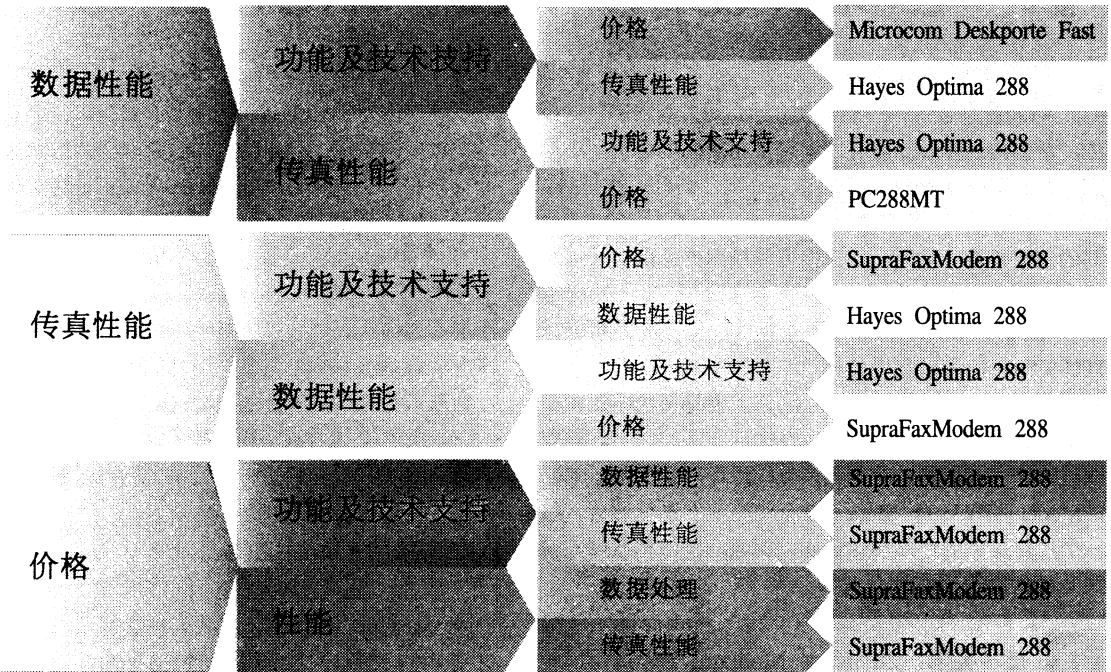 数据性能
功能及技术技持
价格
Microcom Deskporte Fast
传真性能
Hayes Optima 288
传真性能
功能及技术支持
Hayes Optima 288
价格
PC288MT
传真性能
功能及技术支持
价格
SupraFaxModem 288
数据性能
Hayes Optima 288
数据性能
功能及技术支持
Hayes Optima 288
价格
SupraFaxModem 288
价格
功能及技术支持
数据性能
SupraFaxModem 288
传真性能
SupraFaxModem 288
性能
数据处理
SupraFaxModem 288
传真性能
SupraFaxModem 288